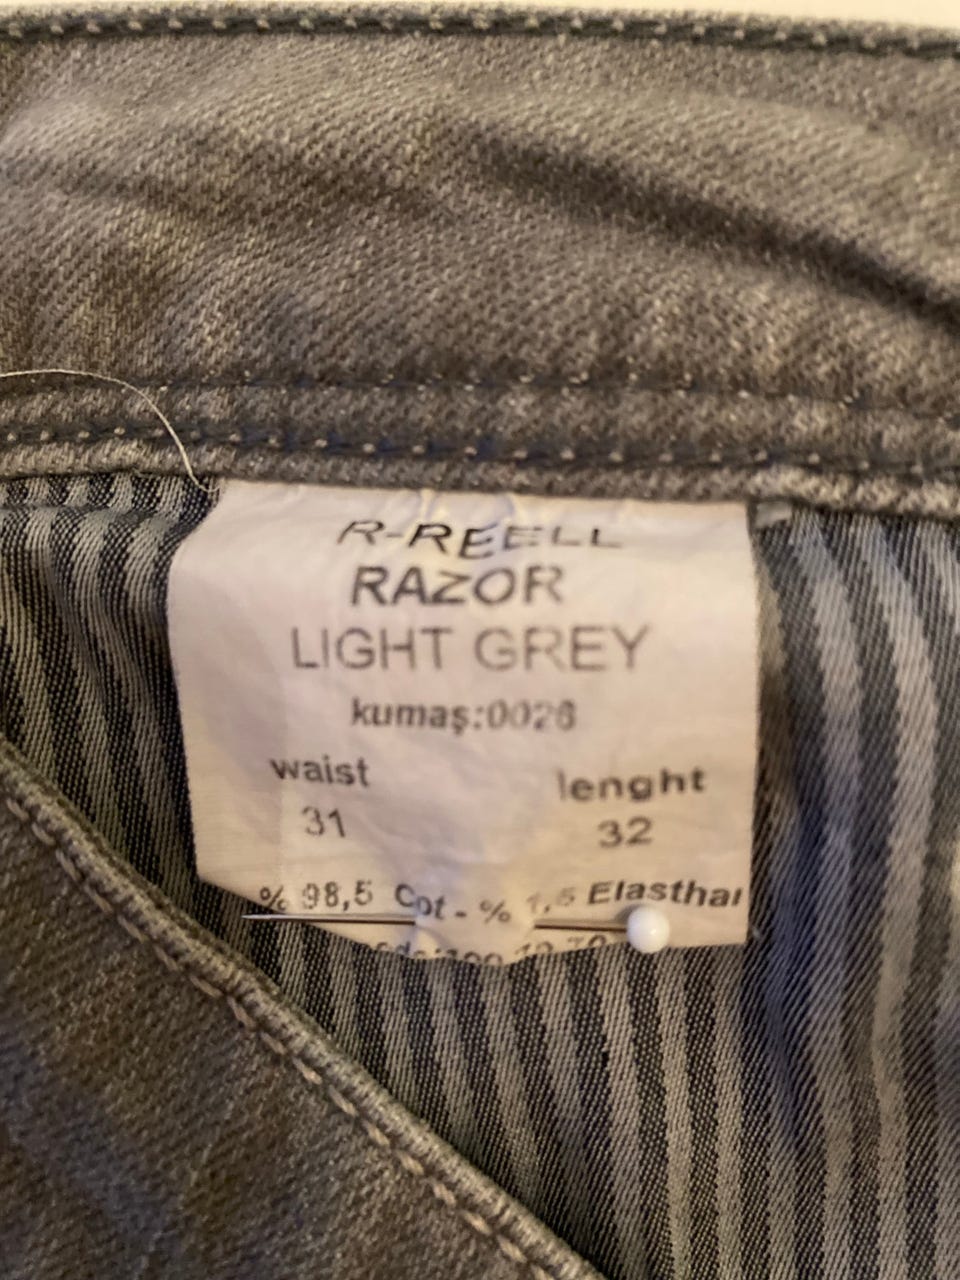 R-REELL
RAZOR
LIGHT GREY
kumaş:0026
waist lenght
31 32
% 98,5 Cot - % 1,5 Elasthan